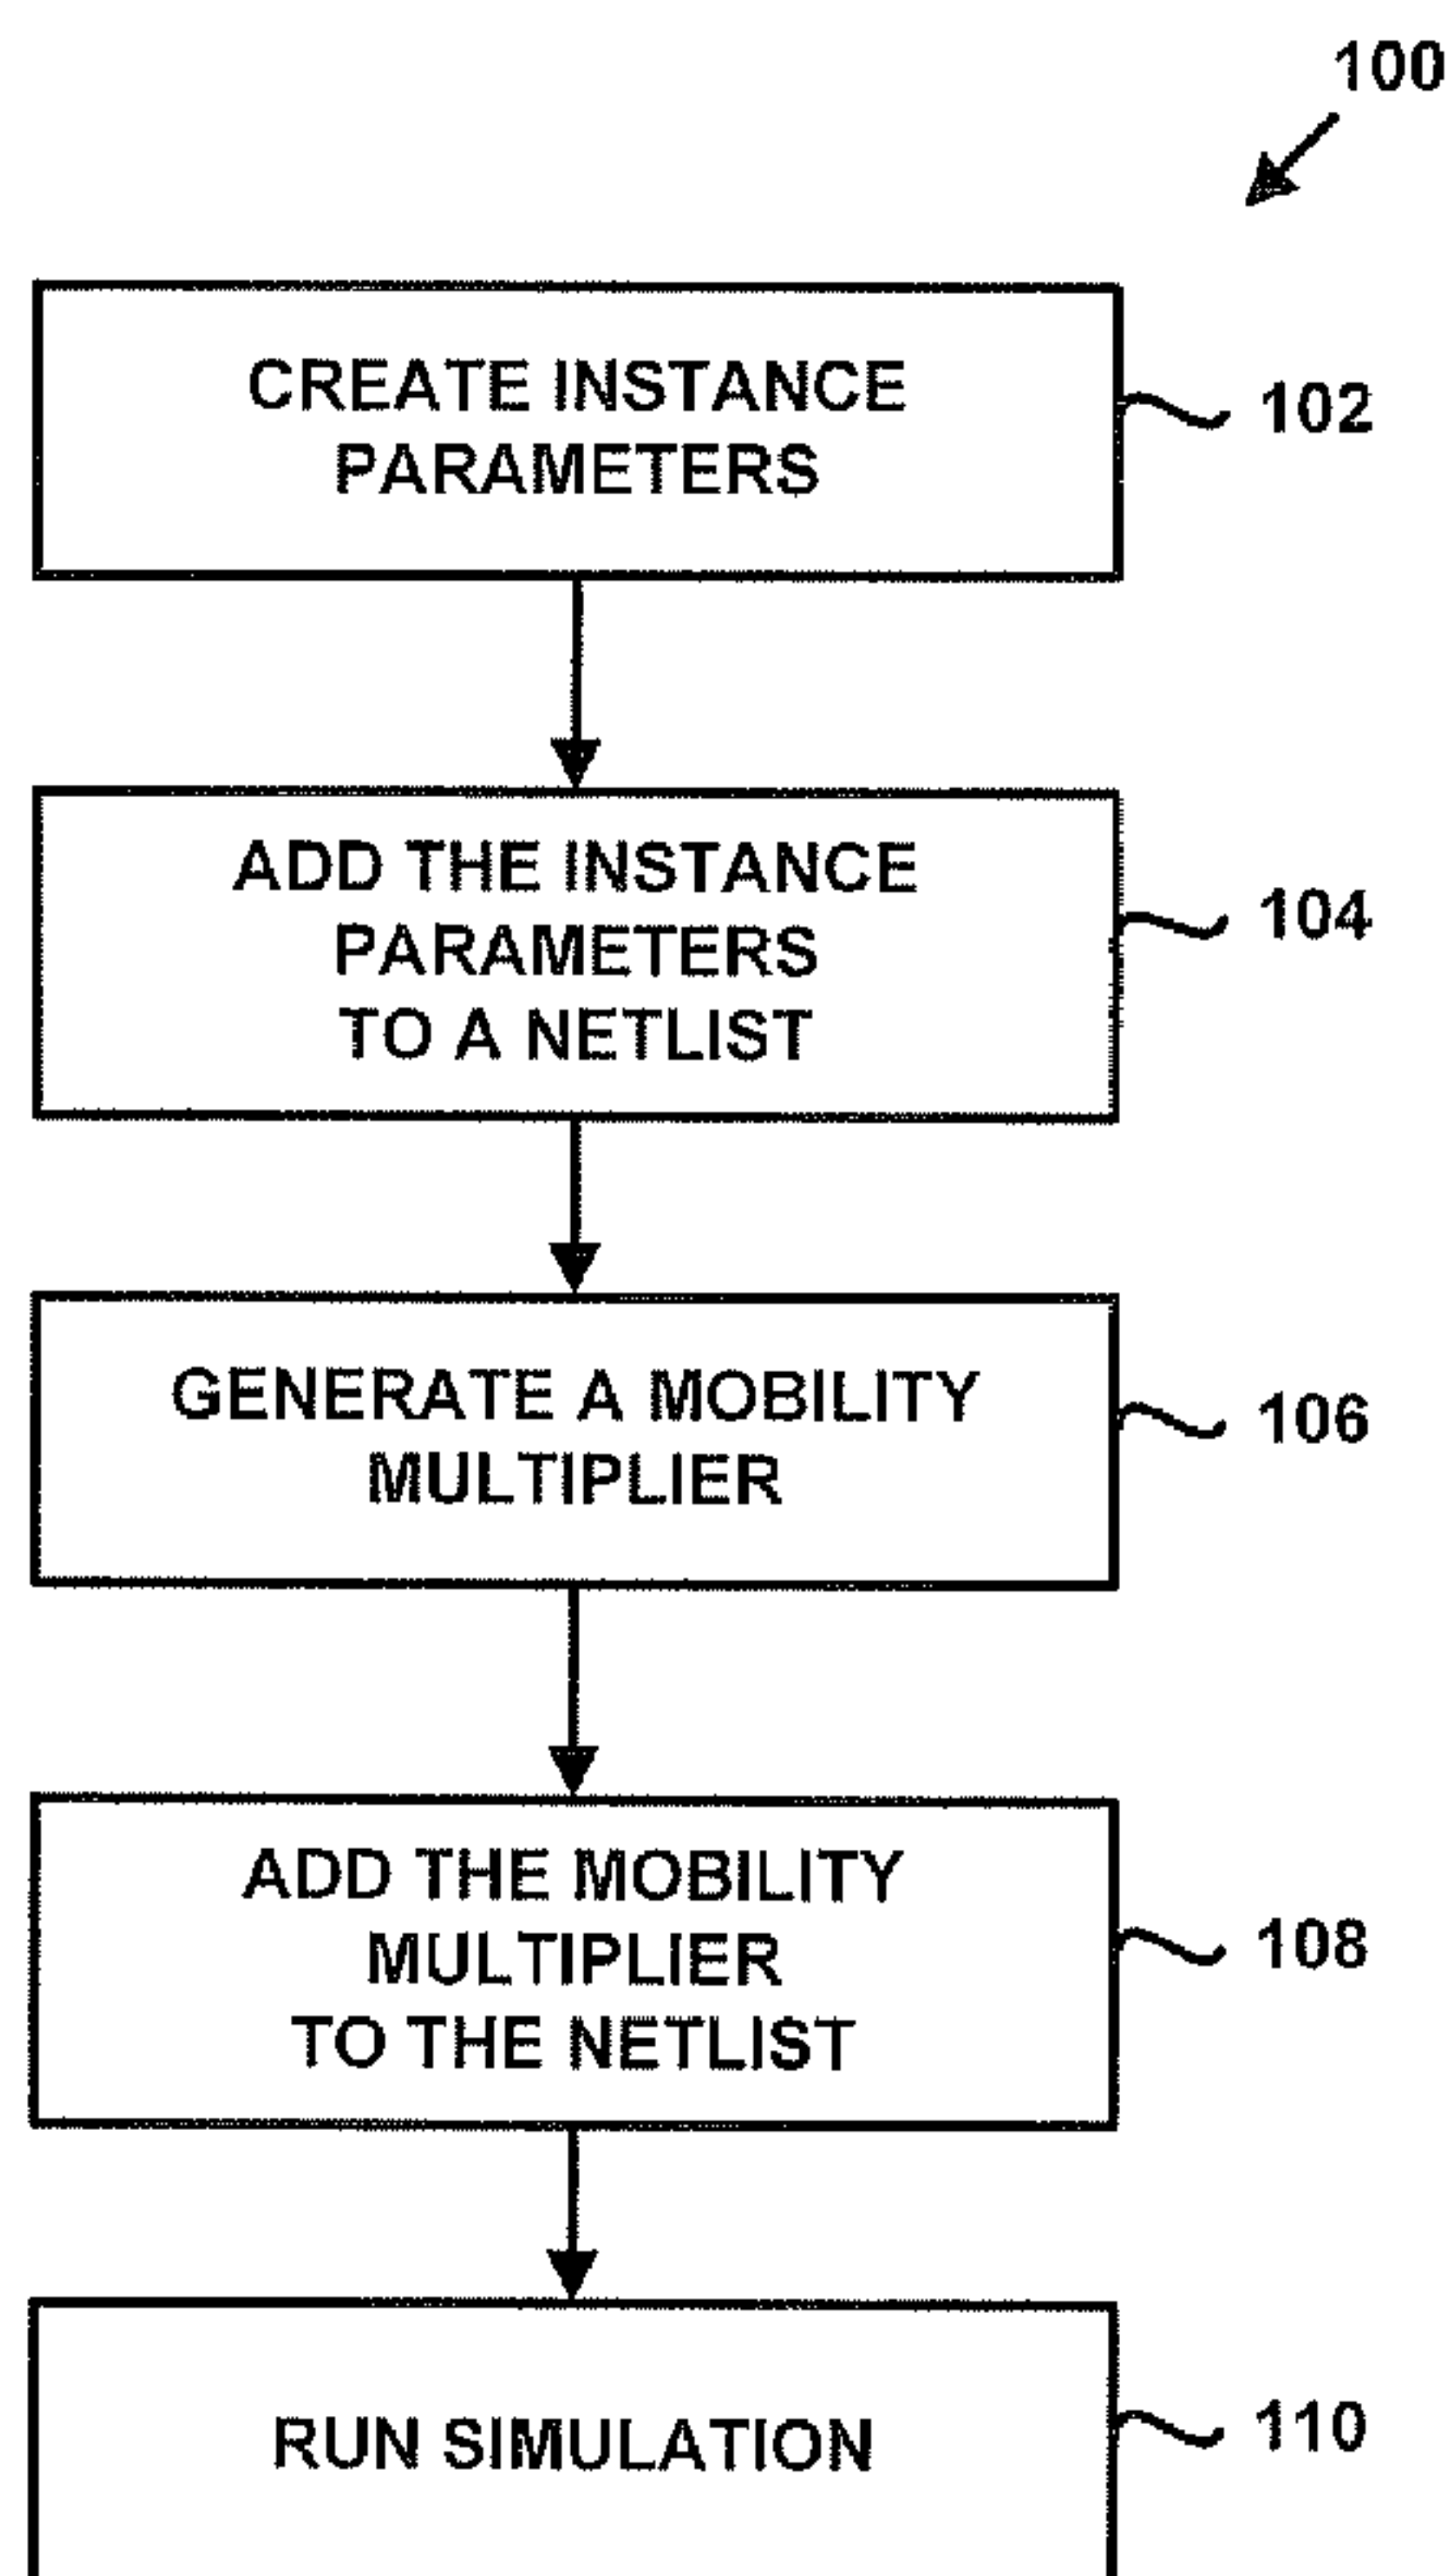 100
CREATE INSTANCE
PARAMETERS
102
ADD THE INSTANCE
PARAMETERS
TO A NETLIST
104
GENERATE A MOBILITY
MULTIPLIER
106
ADD THE MOBILITY
MULTIPLIER
TO THE NETLIST
108
RUN SIMULATION
110